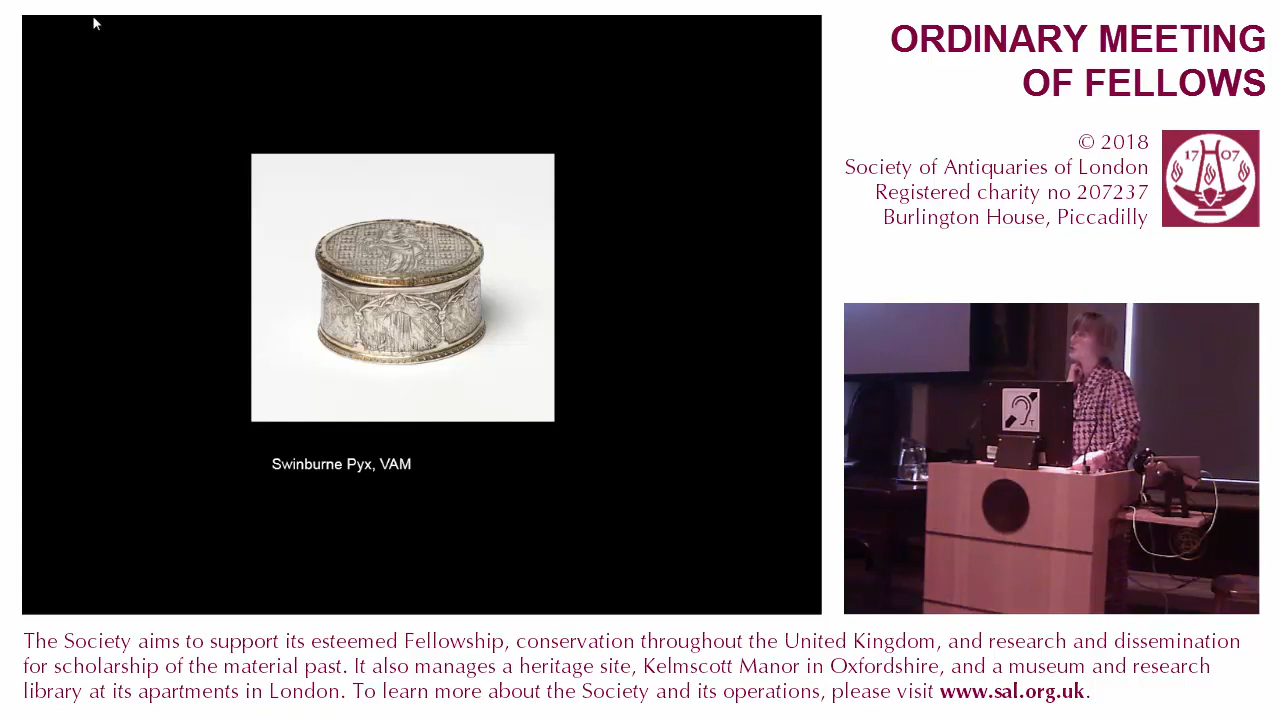 ORDINARY MEETING
OF FELLOWS
© 2018
Society of Antiquaries of London
Registered charity no 207237
Burlington House, Piccadilly
17 07
Swinburne Pyx, VAM
T
The Society aims to support its esteemed Fellowship, conservation throughout the United Kingdom, and research and dissemination
for scholarship of the material past. It also manages a heritage site, Kelmscott Manor in Oxfordshire, and a museum and research
library at its apartments in London. To learn more about the Society and its operations, please visit www.sal.org.uk.